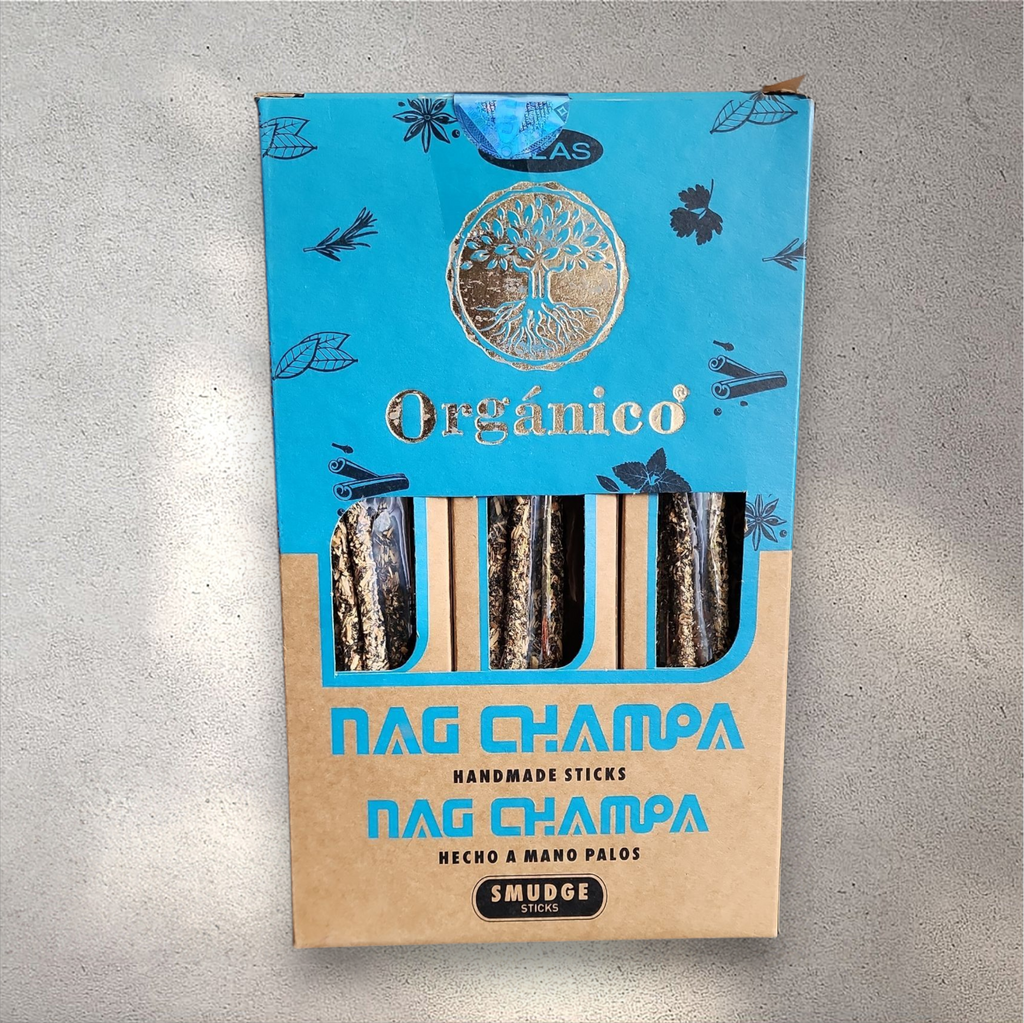 Orgánico
NAG CHAMPA
HANDMADE STICKS
NAG CHAMPA
HECHO A MANO PALOS
SMUDGE
STICKS